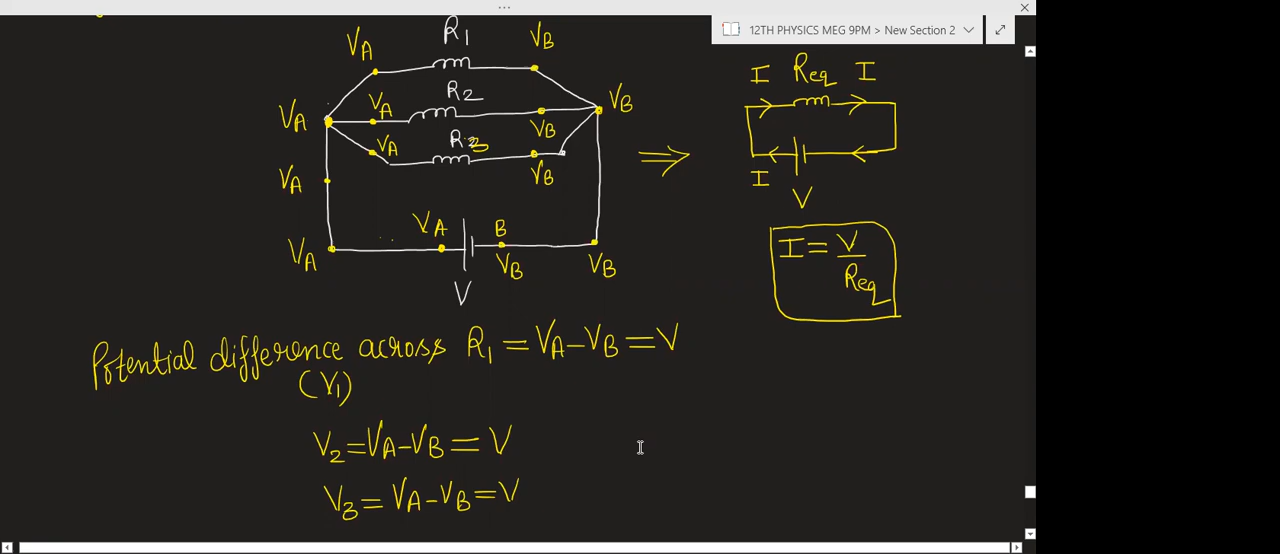 12TH PHYSICS MEG 9PM > New Section 2
R1
VA
VB
R2
VA
VA
VB
VB
R3
VA
VB
VA
VA
VA
B
VB
VB
V
I Req I
I
V
I = V/Req
Potential difference across R1 = VA-VB = V
(V1)
V2 = VA-VB = V
V3 = VA-VB = V